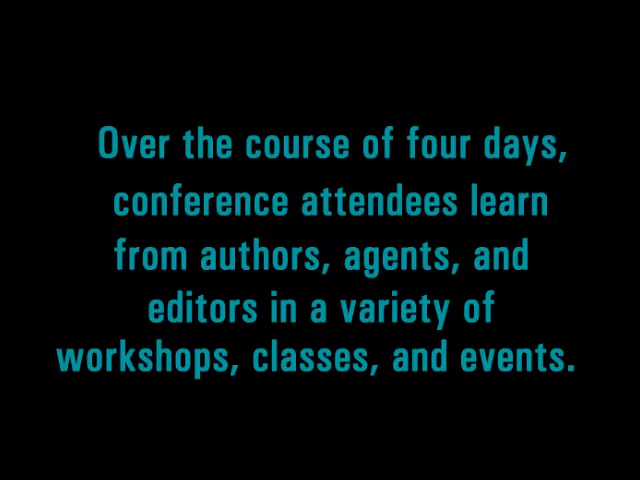 Over the course of four days,
conference attendees learn
from authors, agents, and
editors in a variety of
workshops, classes, and events.